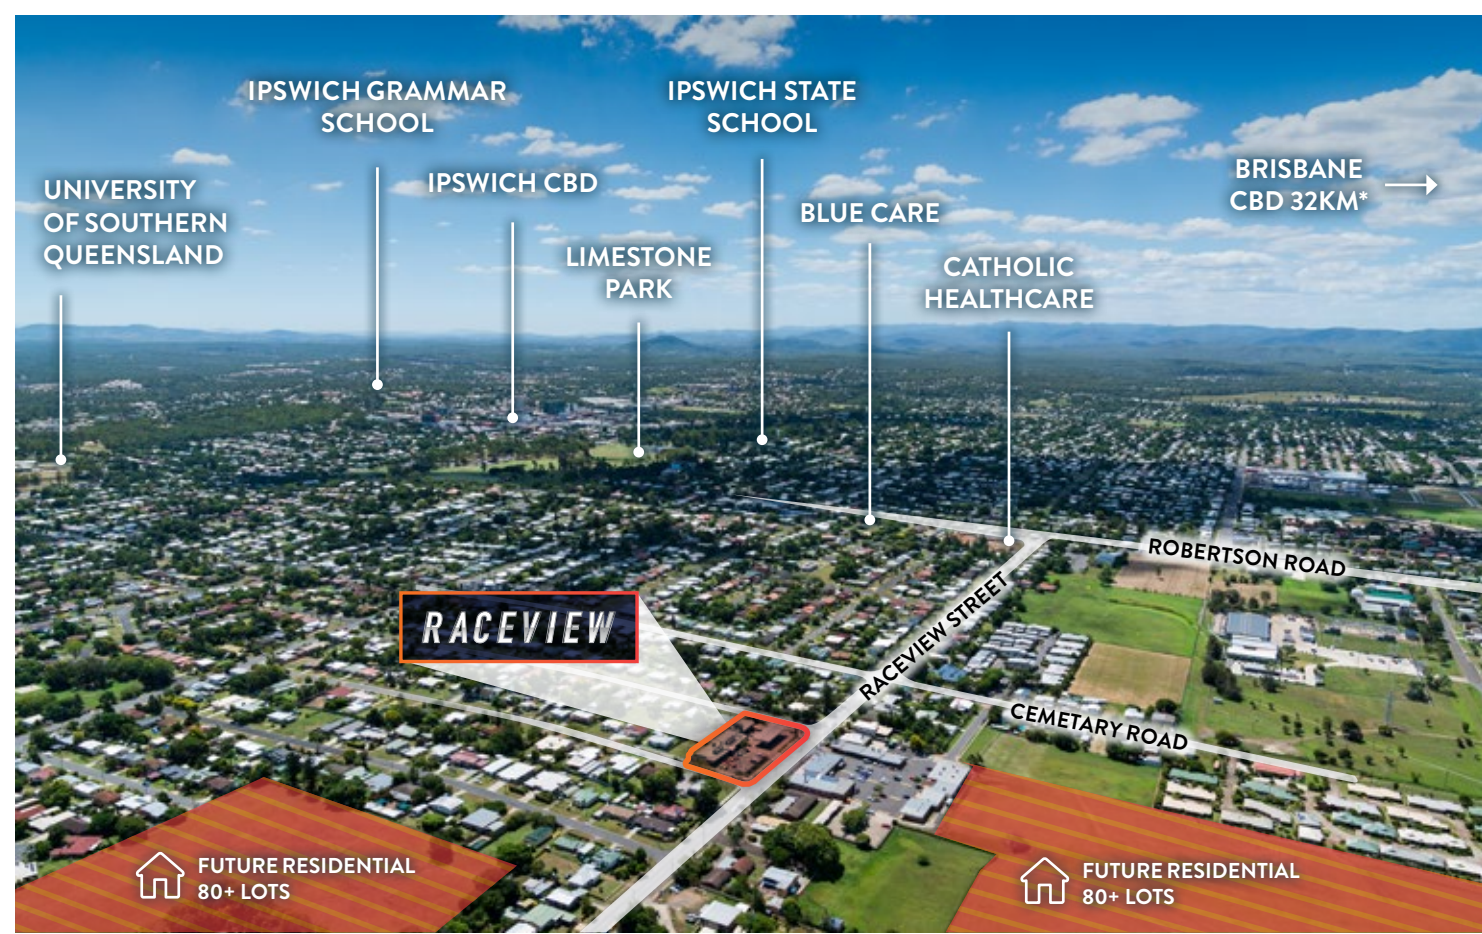 IPSWICH GRAMMAR
SCHOOL
IPSWICH STATE
SCHOOL
UNIVERSITY
OF SOUTHERN
QUEENSLAND
IPSWICH CBD
BLUE CARE
BRISBANE
CBD 32KM*
LIMESTONE
PARK
CATHOLIC
HEALTHCARE
ROBERTSON ROAD
RACEVIEW STREET
RACEVIEW
CEMETARY ROAD
FUTURE RESIDENTIAL
80+ LOTS
FUTURE RESIDENTIAL
80+ LOTS